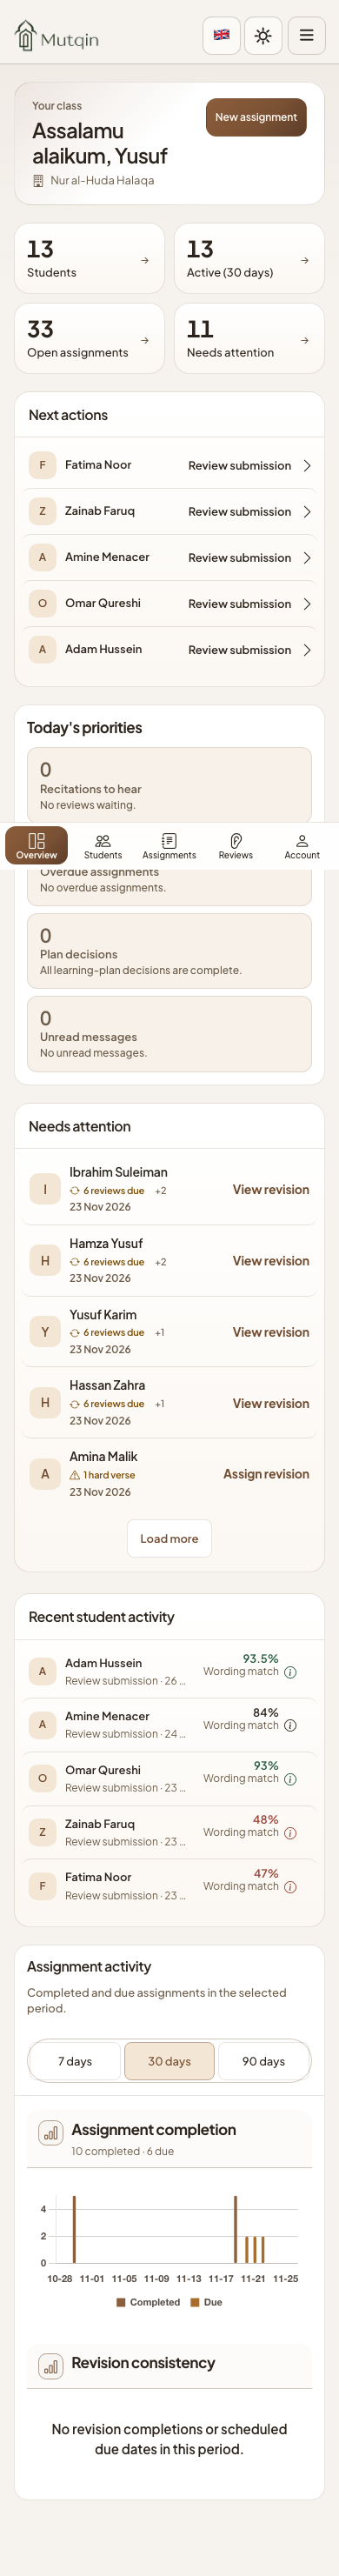 Mutqin
Your class
Assalamu
alaikum, Yusuf
Nur al-Huda Halaqa
New assignment
13
Students
13
Active (30 days)
33
Open assignments
11
Needs attention
Next actions
F Fatima Noor Review submission
Z Zainab Faruq Review submission
A Amine Menacer Review submission
O Omar Qureshi Review submission
A Adam Hussein Review submission
Today's priorities
0
Recitations to hear
No reviews waiting.
Overview Students Assignments Reviews Account
Overdue assignments
No overdue assignments.
0
Plan decisions
All learning-plan decisions are complete.
0
Unread messages
No unread messages.
Needs attention
I Ibrahim Suleiman
6 reviews due +2
23 Nov 2026
View revision
H Hamza Yusuf
6 reviews due +2
23 Nov 2026
View revision
Y Yusuf Karim
6 reviews due +1
23 Nov 2026
View revision
H Hassan Zahra
6 reviews due +1
23 Nov 2026
View revision
A Amina Malik
1 hard verse
23 Nov 2026
Assign revision
Load more
Recent student activity
A Adam Hussein
Review submission · 26 ...
93.5%
Wording match
A Amine Menacer
Review submission · 24 ...
84%
Wording match
O Omar Qureshi
Review submission · 23 ...
93%
Wording match
Z Zainab Faruq
Review submission · 23 ...
48%
Wording match
F Fatima Noor
Review submission · 23 ...
47%
Wording match
Assignment activity
Completed and due assignments in the selected
period.
7 days 30 days 90 days
Assignment completion
10 completed · 6 due
4
2
0
10-28 11-01 11-05 11-09 11-13 11-17 11-21 11-25
Completed Due
Revision consistency
No revision completions or scheduled
due dates in this period.